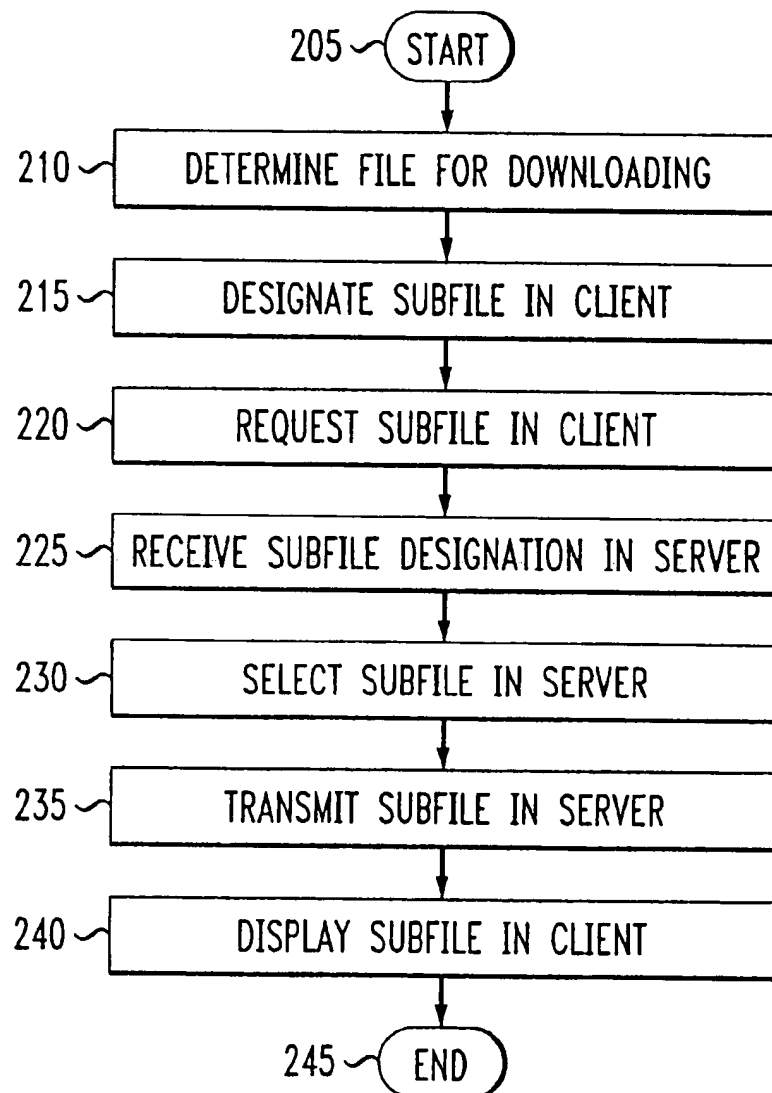 205 START
210 DETERMINE FILE FOR DOWNLOADING
215 DESIGNATE SUBFILE IN CLIENT
220 REQUEST SUBFILE IN CLIENT
225 RECEIVE SUBFILE DESIGNATION IN SERVER
230 SELECT SUBFILE IN SERVER
235 TRANSMIT SUBFILE IN SERVER
240 DISPLAY SUBFILE IN CLIENT
245 END